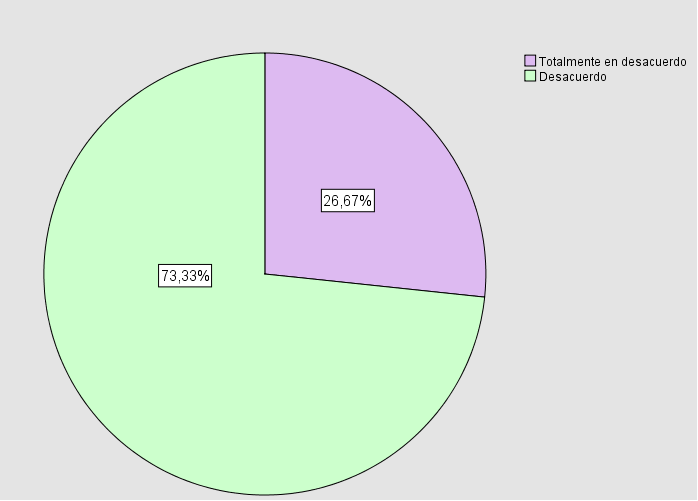 Totalmente en desacuerdo
Desacuerdo
26,67%
73,33%